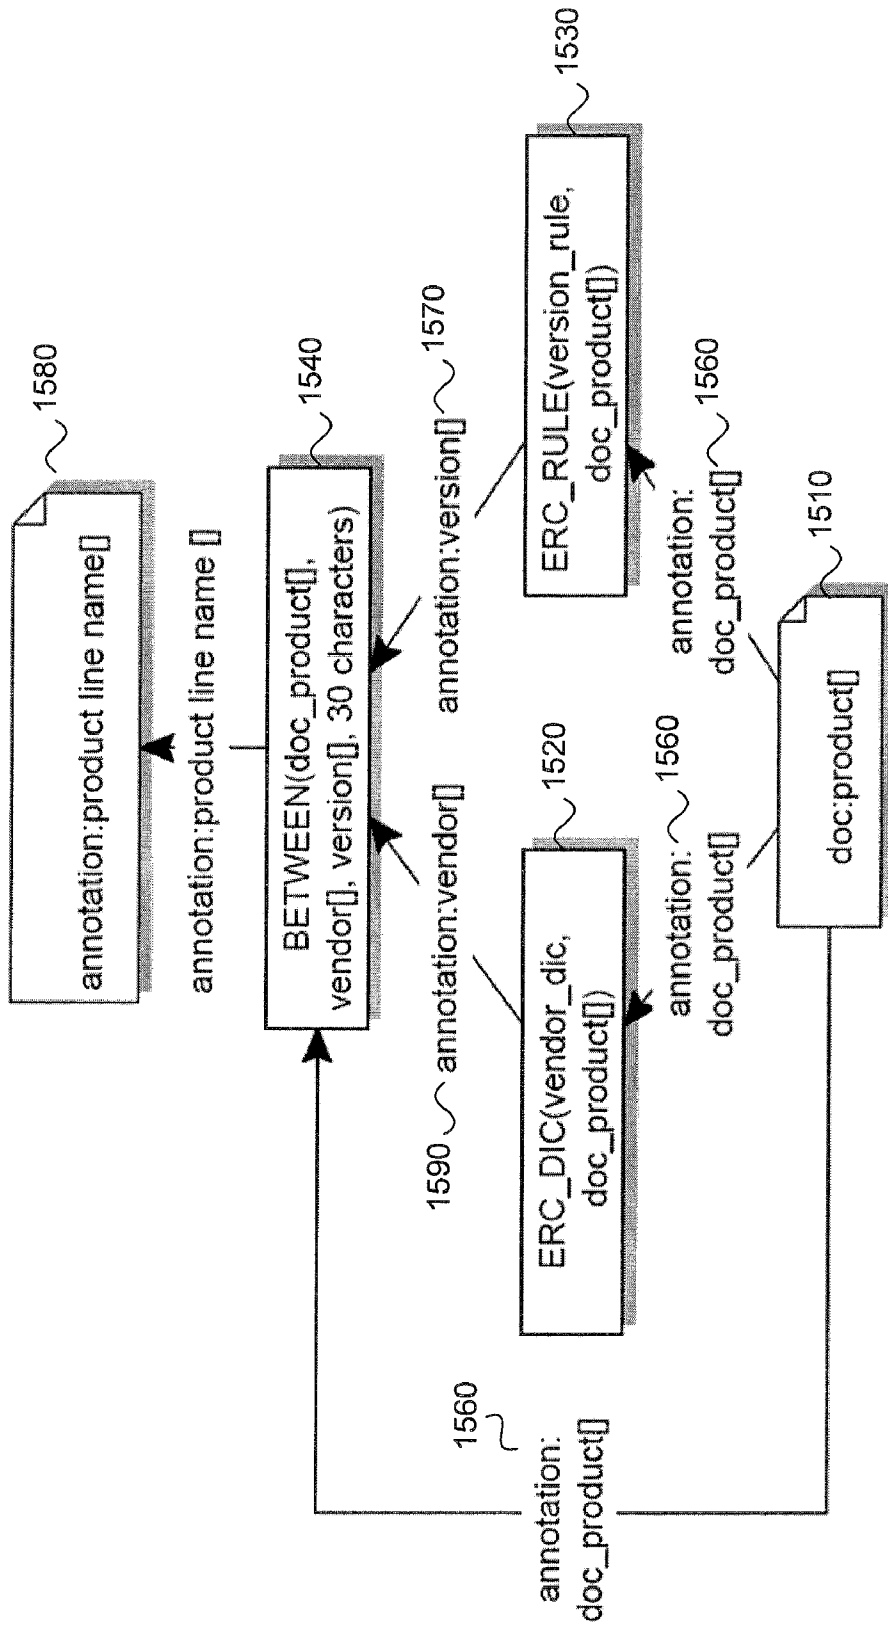 1580
annotation:product line name[]
annotation:product line name []
1540
BETWEEN(doc_product[],
vendor[], version[], 30 characters)
1590
annotation:vendor[]
annotation:version[]
1570
1520
ERC_DIC(vendor_dic,
doc_product[])
1530
ERC_RULE(version_rule,
doc_product[])
1560
annotation:
doc_product[]
annotation:
doc_product[]
1560
annotation:
doc_product[]
1560
1510
doc:product[]